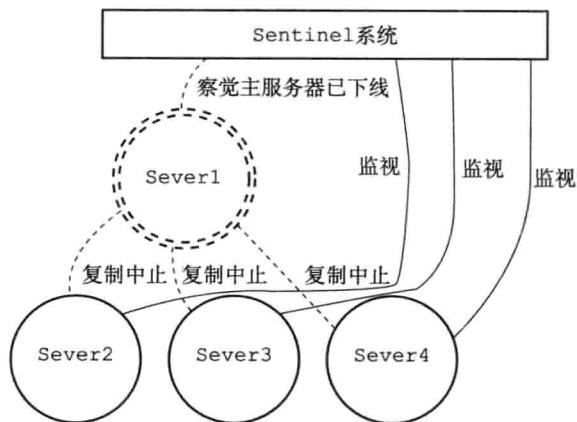 Sentinel系统
察觉主服务器已下线
Sever1
监视
监视
监视
复制中止
复制中止
复制中止
Sever2
Sever3
Sever4